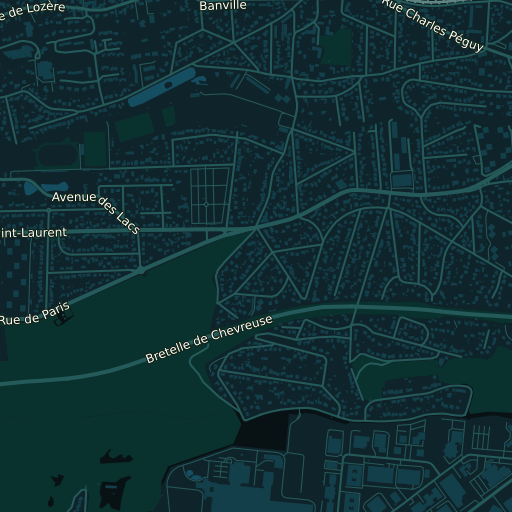 e de Lozère
Banville
Rue Charles Péguy
Avenue des Lacs
int-Laurent
Rue de Paris
Bretelle de Chevreuse